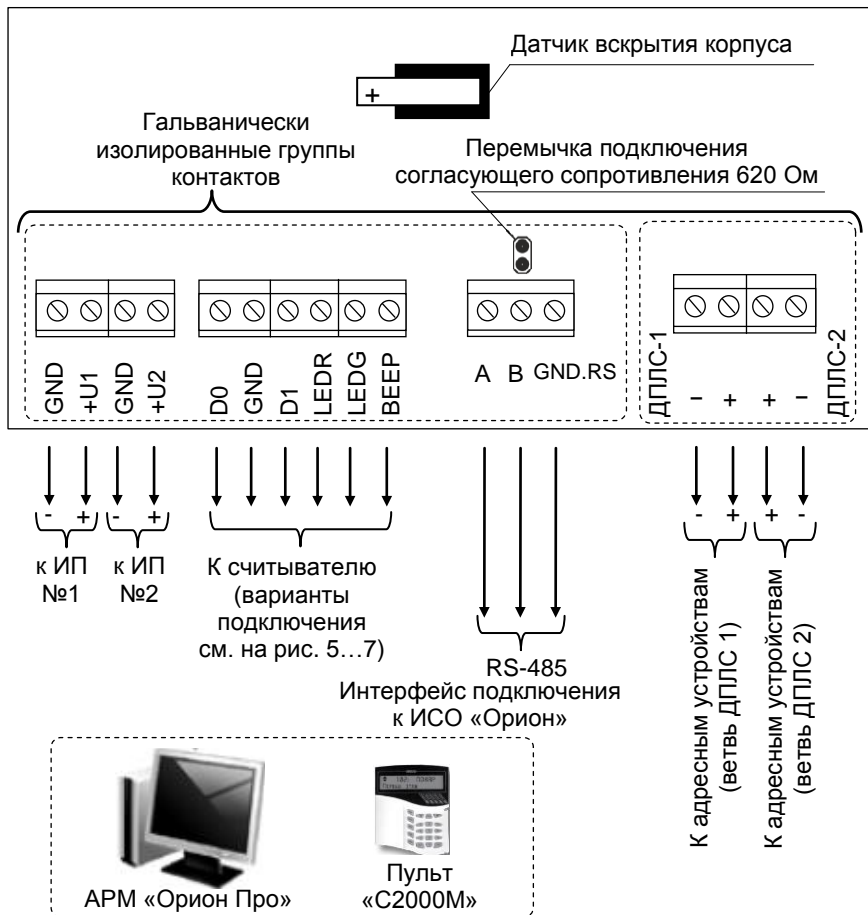 Датчик вскрытия корпуса
+
Гальванически
изолированные группы
контактов
Перемычка подключения
согласующего сопротивления 620 Ом
GND
+U1
GND
+U2
D0
GND
D1
LEDR
LEDG
BEEP
A B GND.RS
ДПЛС-1
– + + –
ДПЛС-2
- + - +
к ИП
№1
к ИП
№2
К считывателю
(варианты
подключения
см. на рис. 5…7)
RS-485
Интерфейс подключения
к ИСО «Орион»
- + + -
К адресным устройствам
(ветвь ДПЛС 1)
К адресным устройствам
(ветвь ДПЛС 2)
АРМ «Орион Про»
Пульт
«С2000М»